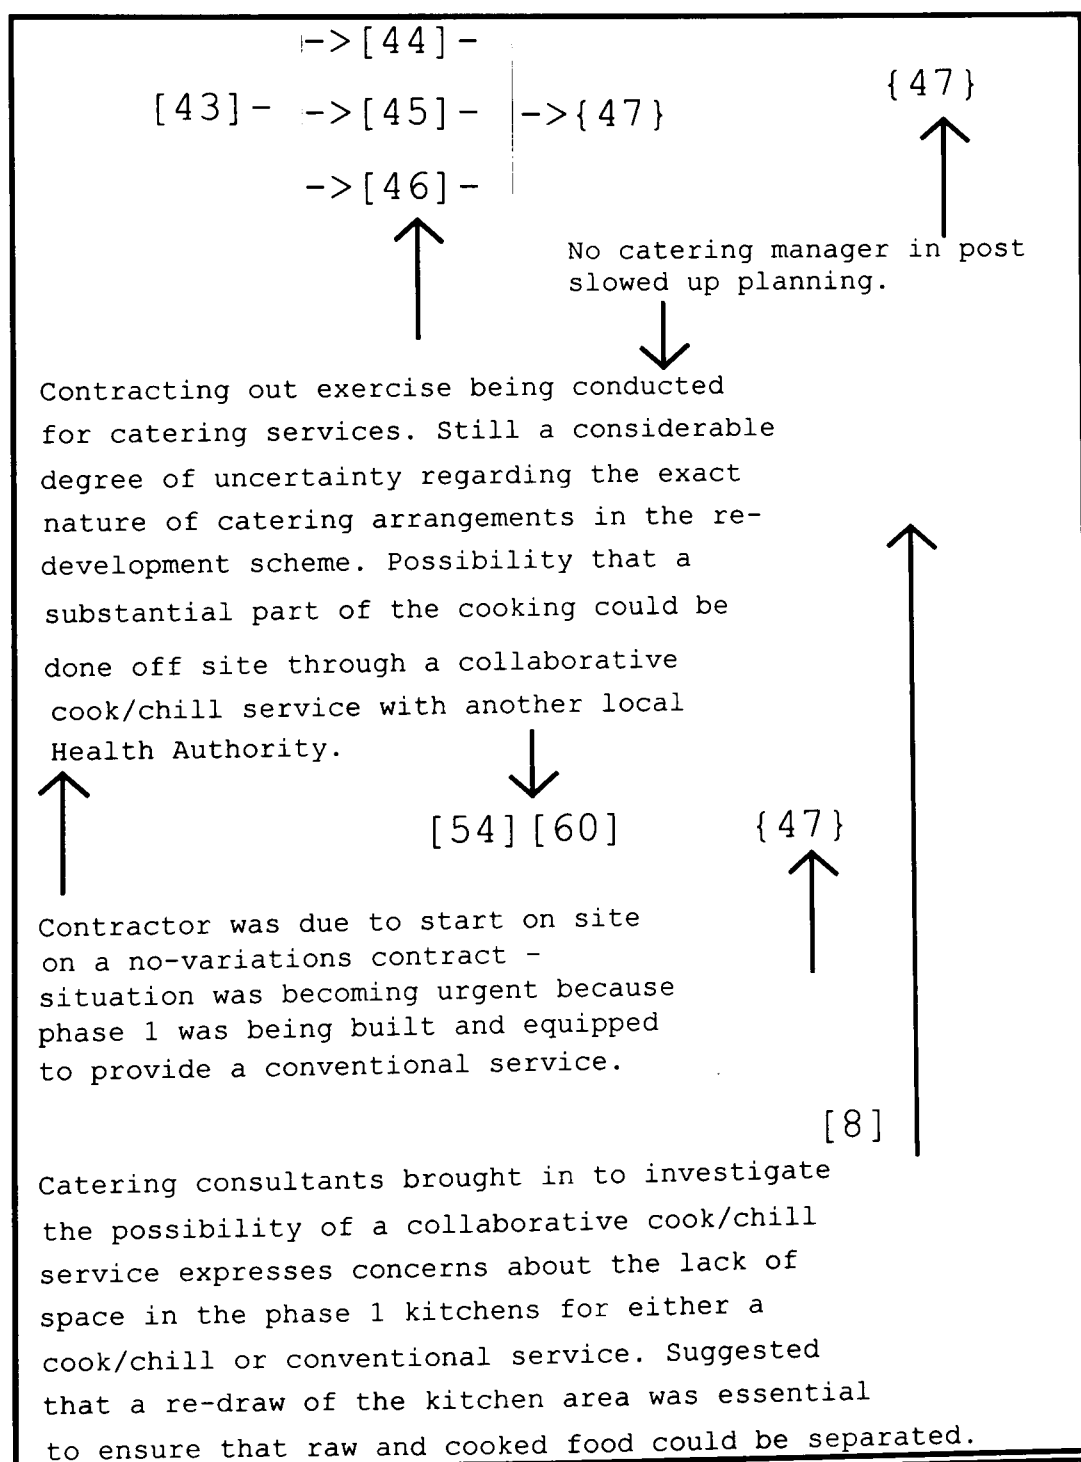 ->[44]-
[43]- ->[45]- ->{47}
{47}
->[46]-
No catering manager in post
slowed up planning.
Contracting out exercise being conducted
for catering services. Still a considerable
degree of uncertainty regarding the exact
nature of catering arrangements in the re-
development scheme. Possibility that a
substantial part of the cooking could be
done off site through a collaborative
cook/chill service with another local
Health Authority.
[54][60] {47}
Contractor was due to start on site
on a no-variations contract -
situation was becoming urgent because
phase 1 was being built and equipped
to provide a conventional service.
[8]
Catering consultants brought in to investigate
the possibility of a collaborative cook/chill
service expresses concerns about the lack of
space in the phase 1 kitchens for either a
cook/chill or conventional service. Suggested
that a re-draw of the kitchen area was essential
to ensure that raw and cooked food could be separated.